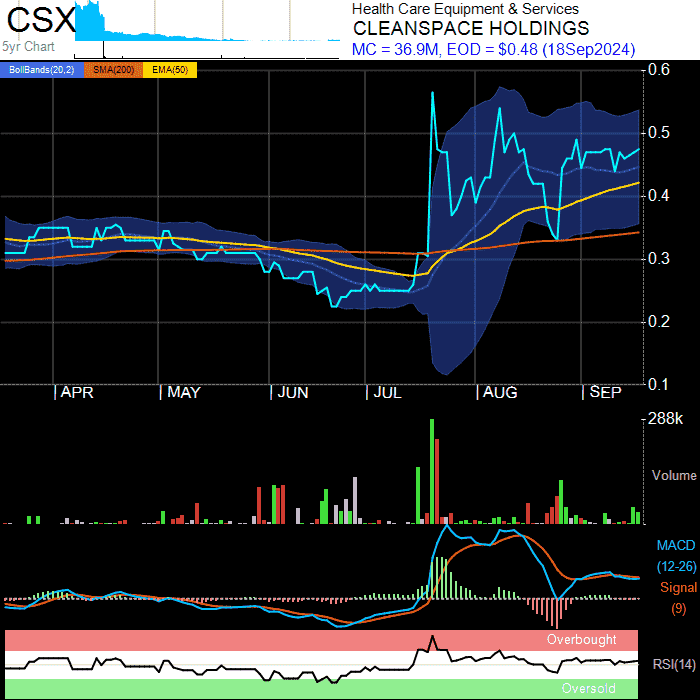 CSX
5yr Chart
Health Care Equipment & Services
CLEANSPACE HOLDINGS
MC = 36.9M, EOD = $0.48 (18Sep2024)
BollBands(20,2) SMA(200) EMA(50)
0.6
0.5
0.4
0.3
0.2
0.1
APR MAY JUN JUL AUG SEP
288k
Volume
MACD
(12-26)
Signal
(9)
Overbought
RSI(14)
Oversold